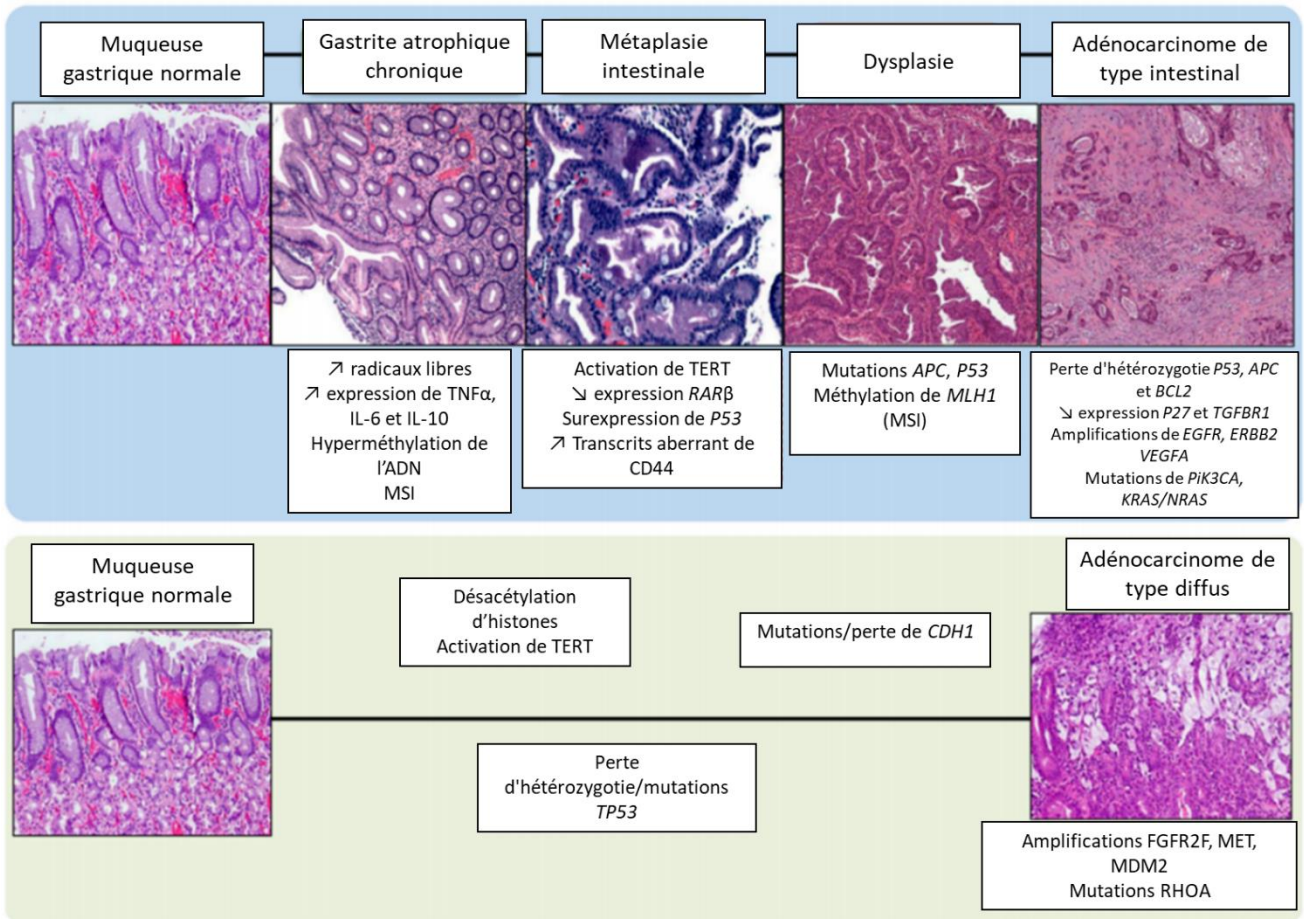 Muqueuse
gastrique normale
Gastrite atrophique
chronique
Métaplasie
intestinale
Dysplasie
Adénocarcinome de
type intestinal
↗ radicaux libres
↗ expression de TNFα,
IL-6 et IL-10
Hyperméthylation de
l’ADN
MSI
Activation de TERT
↘ expression RARβ
Surexpression de P53
↗ Transcrits aberrant de
CD44
Mutations APC, P53
Méthylation de MLH1
(MSI)
Perte d'hétérozygotie P53, APC
et BCL2
↘ expression P27 et TGFBR1
Amplifications de EGFR, ERBB2
VEGFA
Mutations de PiK3CA,
KRAS/NRAS
Muqueuse
gastrique normale
Désacétylation
d’histones
Activation de TERT
Mutations/perte de CDH1
Adénocarcinome de
type diffus
Perte
d'hétérozygotie/mutations
TP53
Amplifications FGFR2F, MET,
MDM2
Mutations RHOA